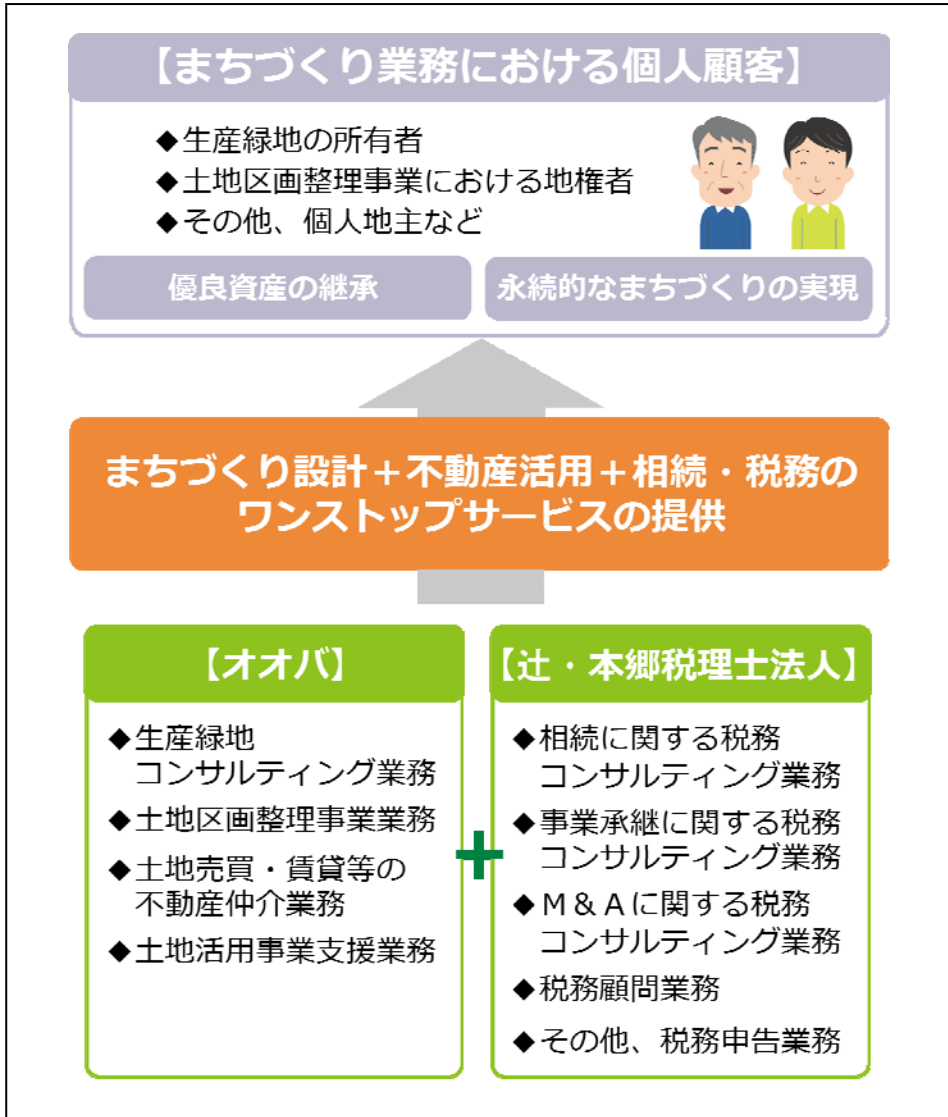 【まちづくり業務における個人顧客】
◆生産緑地の所有者
◆土地区画整理事業における地権者
◆その他、個人地主など
優良資産の継承
永続的なまちづくりの実現
まちづくり設計＋不動産活用＋相続・税務の
ワンストップサービスの提供
【オオバ】
◆生産緑地
コンサルティング業務
◆土地区画整理事業業務
◆土地売買・賃貸等の
不動産仲介業務
◆土地活用事業支援業務
+
【辻・本郷税理士法人】
◆相続に関する税務
コンサルティング業務
◆事業承継に関する税務
コンサルティング業務
◆Ｍ＆Ａに関する税務
コンサルティング業務
◆税務顧問業務
◆その他、税務申告業務